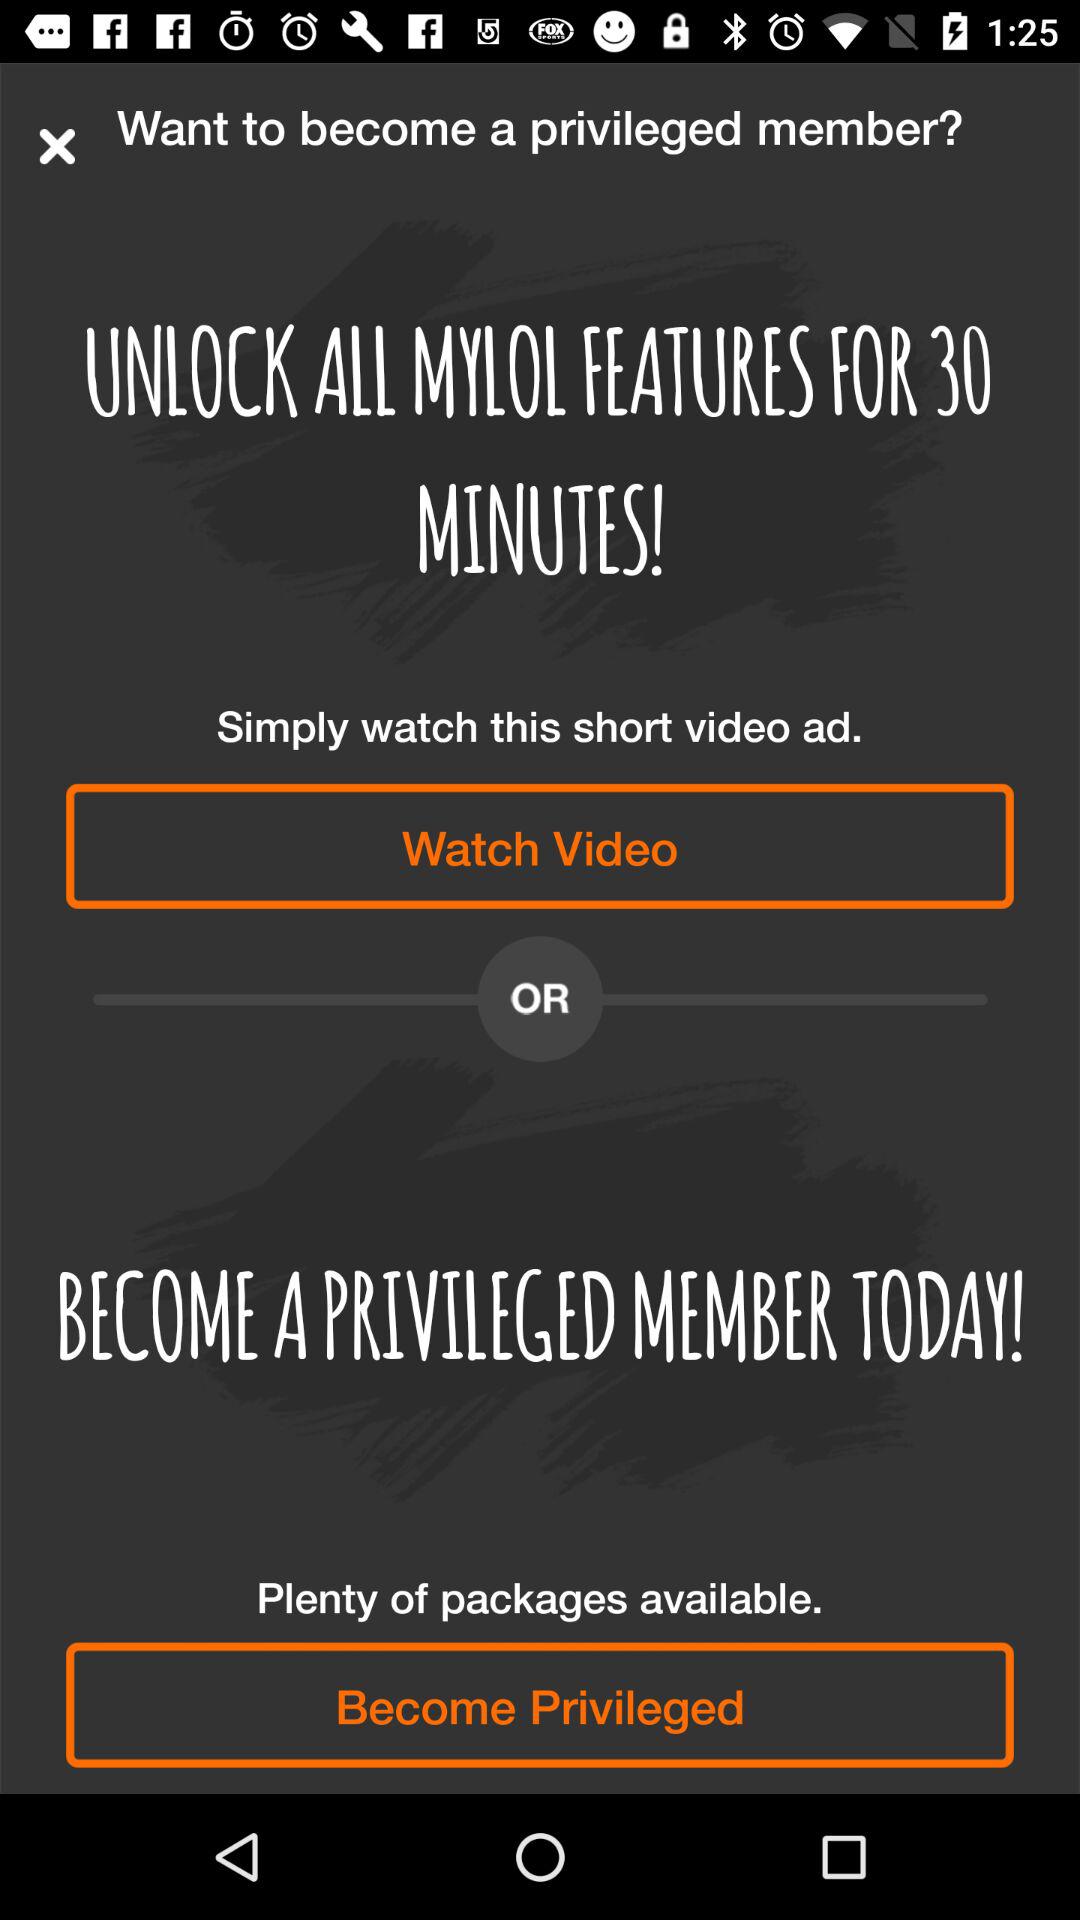 1:25
Want to become a privileged member?
UNLOCK ALL MYLOL FEATURES FOR 30
MINUTES!
Simply watch this short video ad.
Watch Video
OR
BECOME A PRIVILEGED MEMBER TODAY!
Plenty of packages available.
Become Privileged